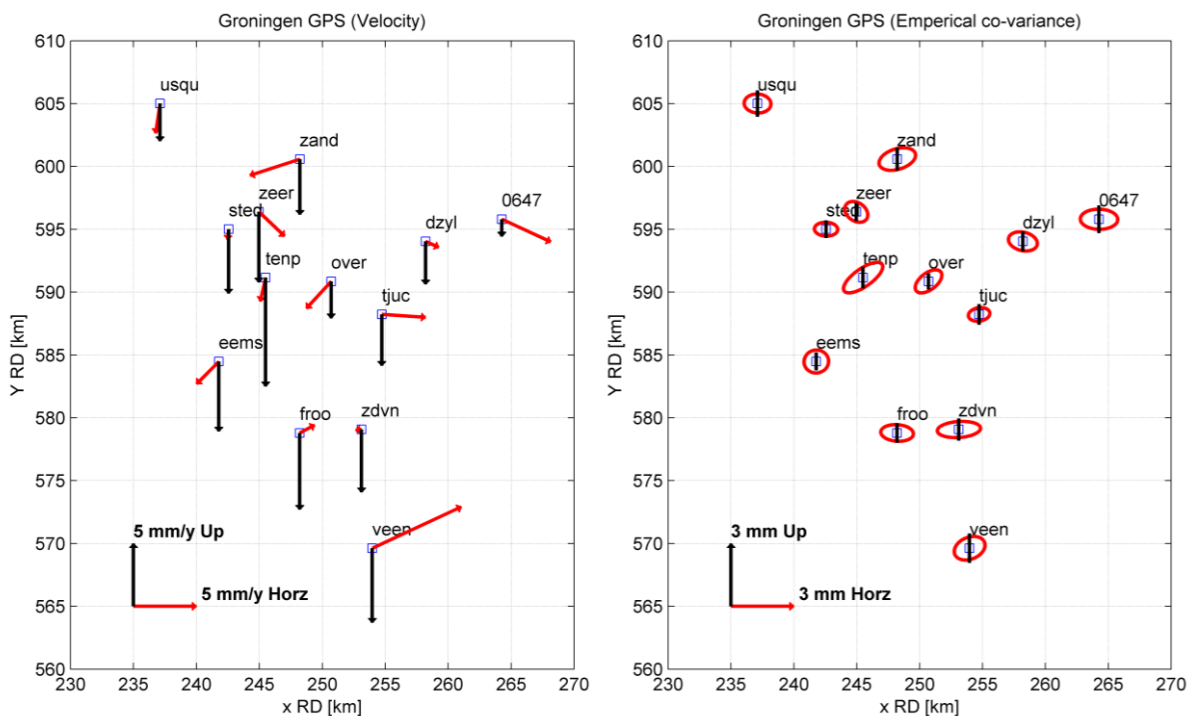 Groningen GPS (Velocity)
610
605
600
595
590
585
580
575
570
565
560
Y RD [km]
usqu
zand
zeer
sted
0647
dzyl
tenp
over
tjuc
eems
froo
zdvn
veen
5 mm/y Up
5 mm/y Horz
230 235 240 245 250 255 260 265 270
x RD [km]
Groningen GPS (Emperical co-variance)
610
605
600
595
590
585
580
575
570
565
560
Y RD [km]
usqu
zand
zeer
sted
0647
dzyl
tenp
over
tjuc
eems
froo
zdvn
veen
3 mm Up
3 mm Horz
230 235 240 245 250 255 260 265 270
x RD [km]